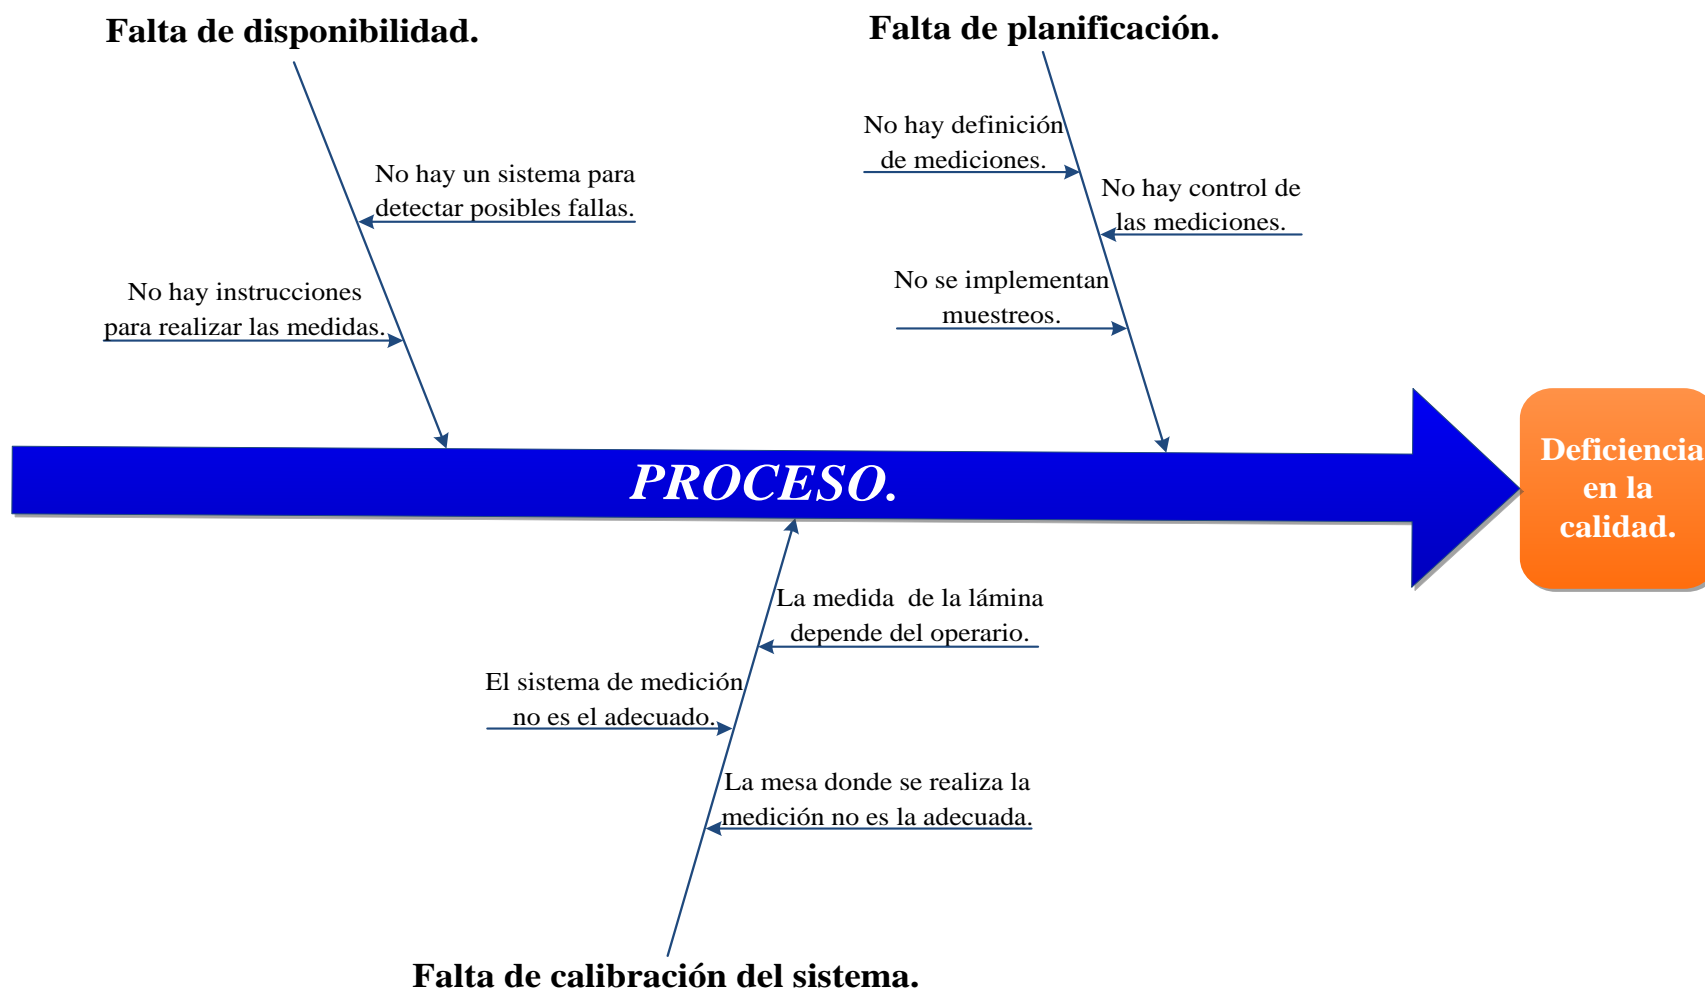 Falta de disponibilidad.
Falta de planificación.
No hay un sistema para
detectar posibles fallas.
No hay instrucciones
para realizar las medidas.
No hay definición
de mediciones.
No hay control de
las mediciones.
No se implementan
muestreos.
PROCESO.
Deficiencia
en la
calidad.
La medida  de la lámina
depende del operario.
El sistema de medición
no es el adecuado.
La mesa donde se realiza la
medición no es la adecuada.
Falta de calibración del sistema.